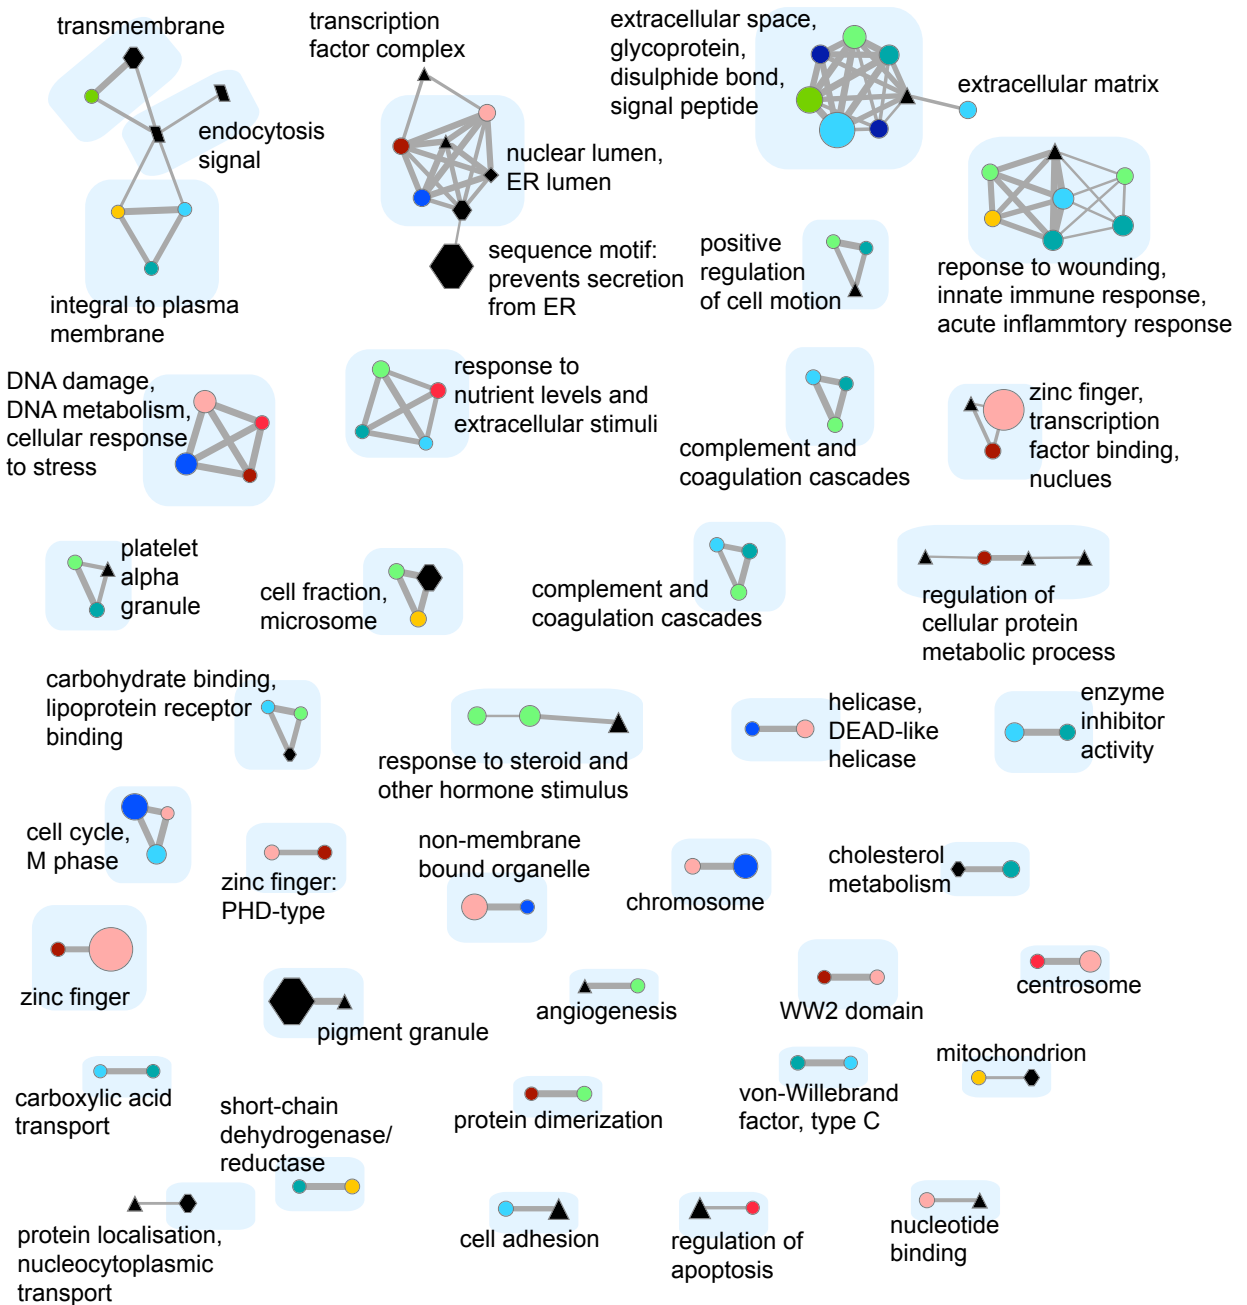 transmembrane
endocytosis
signal
integral to plasma
membrane
transcription
factor complex
nuclear lumen,
ER lumen
sequence motif:
prevents secretion
from ER
extracellular space,
glycoprotein,
disulphide bond,
signal peptide
extracellular matrix
positive
regulation
of cell motion
reponse to wounding,
innate immune response,
acute inflammtory response
DNA damage,
DNA metabolism,
cellular response
to stress
response to
nutrient levels and
extracellular stimuli
complement and
coagulation cascades
zinc finger,
transcription
factor binding,
nuclues
platelet
alpha
granule
cell fraction,
microsome
complement and
coagulation cascades
regulation of
cellular protein
metabolic process
carbohydrate binding,
lipoprotein receptor
binding
response to steroid and
other hormone stimulus
helicase,
DEAD-like
helicase
enzyme
inhibitor
activity
cell cycle,
M phase
zinc finger:
PHD-type
non-membrane
bound organelle
chromosome
cholesterol
metabolism
zinc finger
pigment granule
angiogenesis
WW2 domain
centrosome
carboxylic acid
transport
short-chain
dehydrogenase/
reductase
protein dimerization
von-Willebrand
factor, type C
mitochondrion
protein localisation,
nucleocytoplasmic
transport
cell adhesion
regulation of
apoptosis
nucleotide
binding